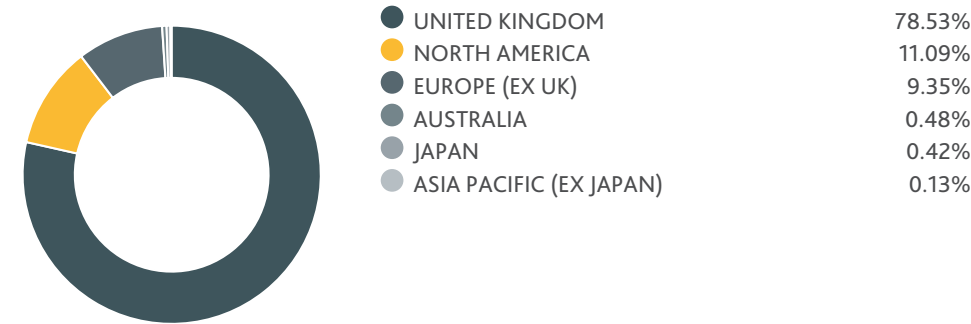 UNITED KINGDOM 78.53%
NORTH AMERICA 11.09%
EUROPE (EX UK) 9.35%
AUSTRALIA 0.48%
JAPAN 0.42%
ASIA PACIFIC (EX JAPAN) 0.13%